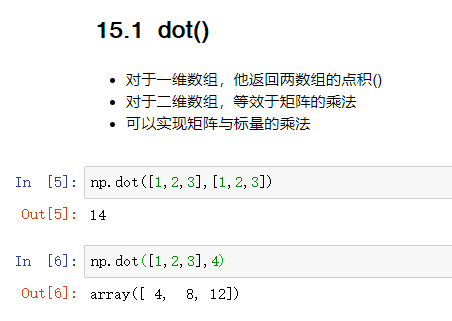 15.1 dot()
对于一维数组，他返回两数组的点积()
对于二维数组，等效于矩阵的乘法
可以实现矩阵与标量的乘法
In [5]: np.dot([1,2,3],[1,2,3])
Out[5]: 14
In [6]: np.dot([1,2,3],4)
Out[6]: array([ 4,  8, 12])